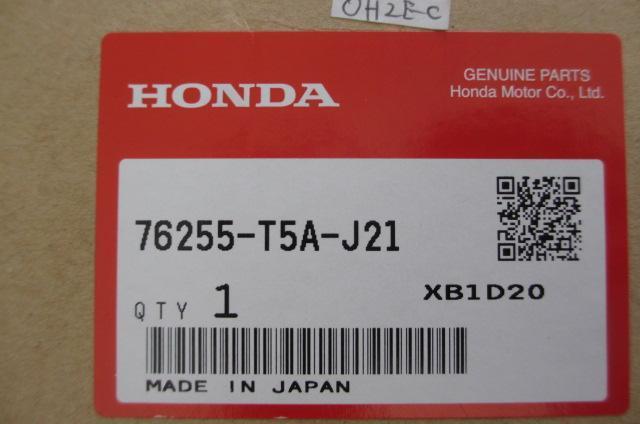 OH2E-C
HONDA
GENUINE PARTS
Honda Motor Co., Ltd.
76255-T5A-J21
QTY 1
XB1D20
MADE IN JAPAN